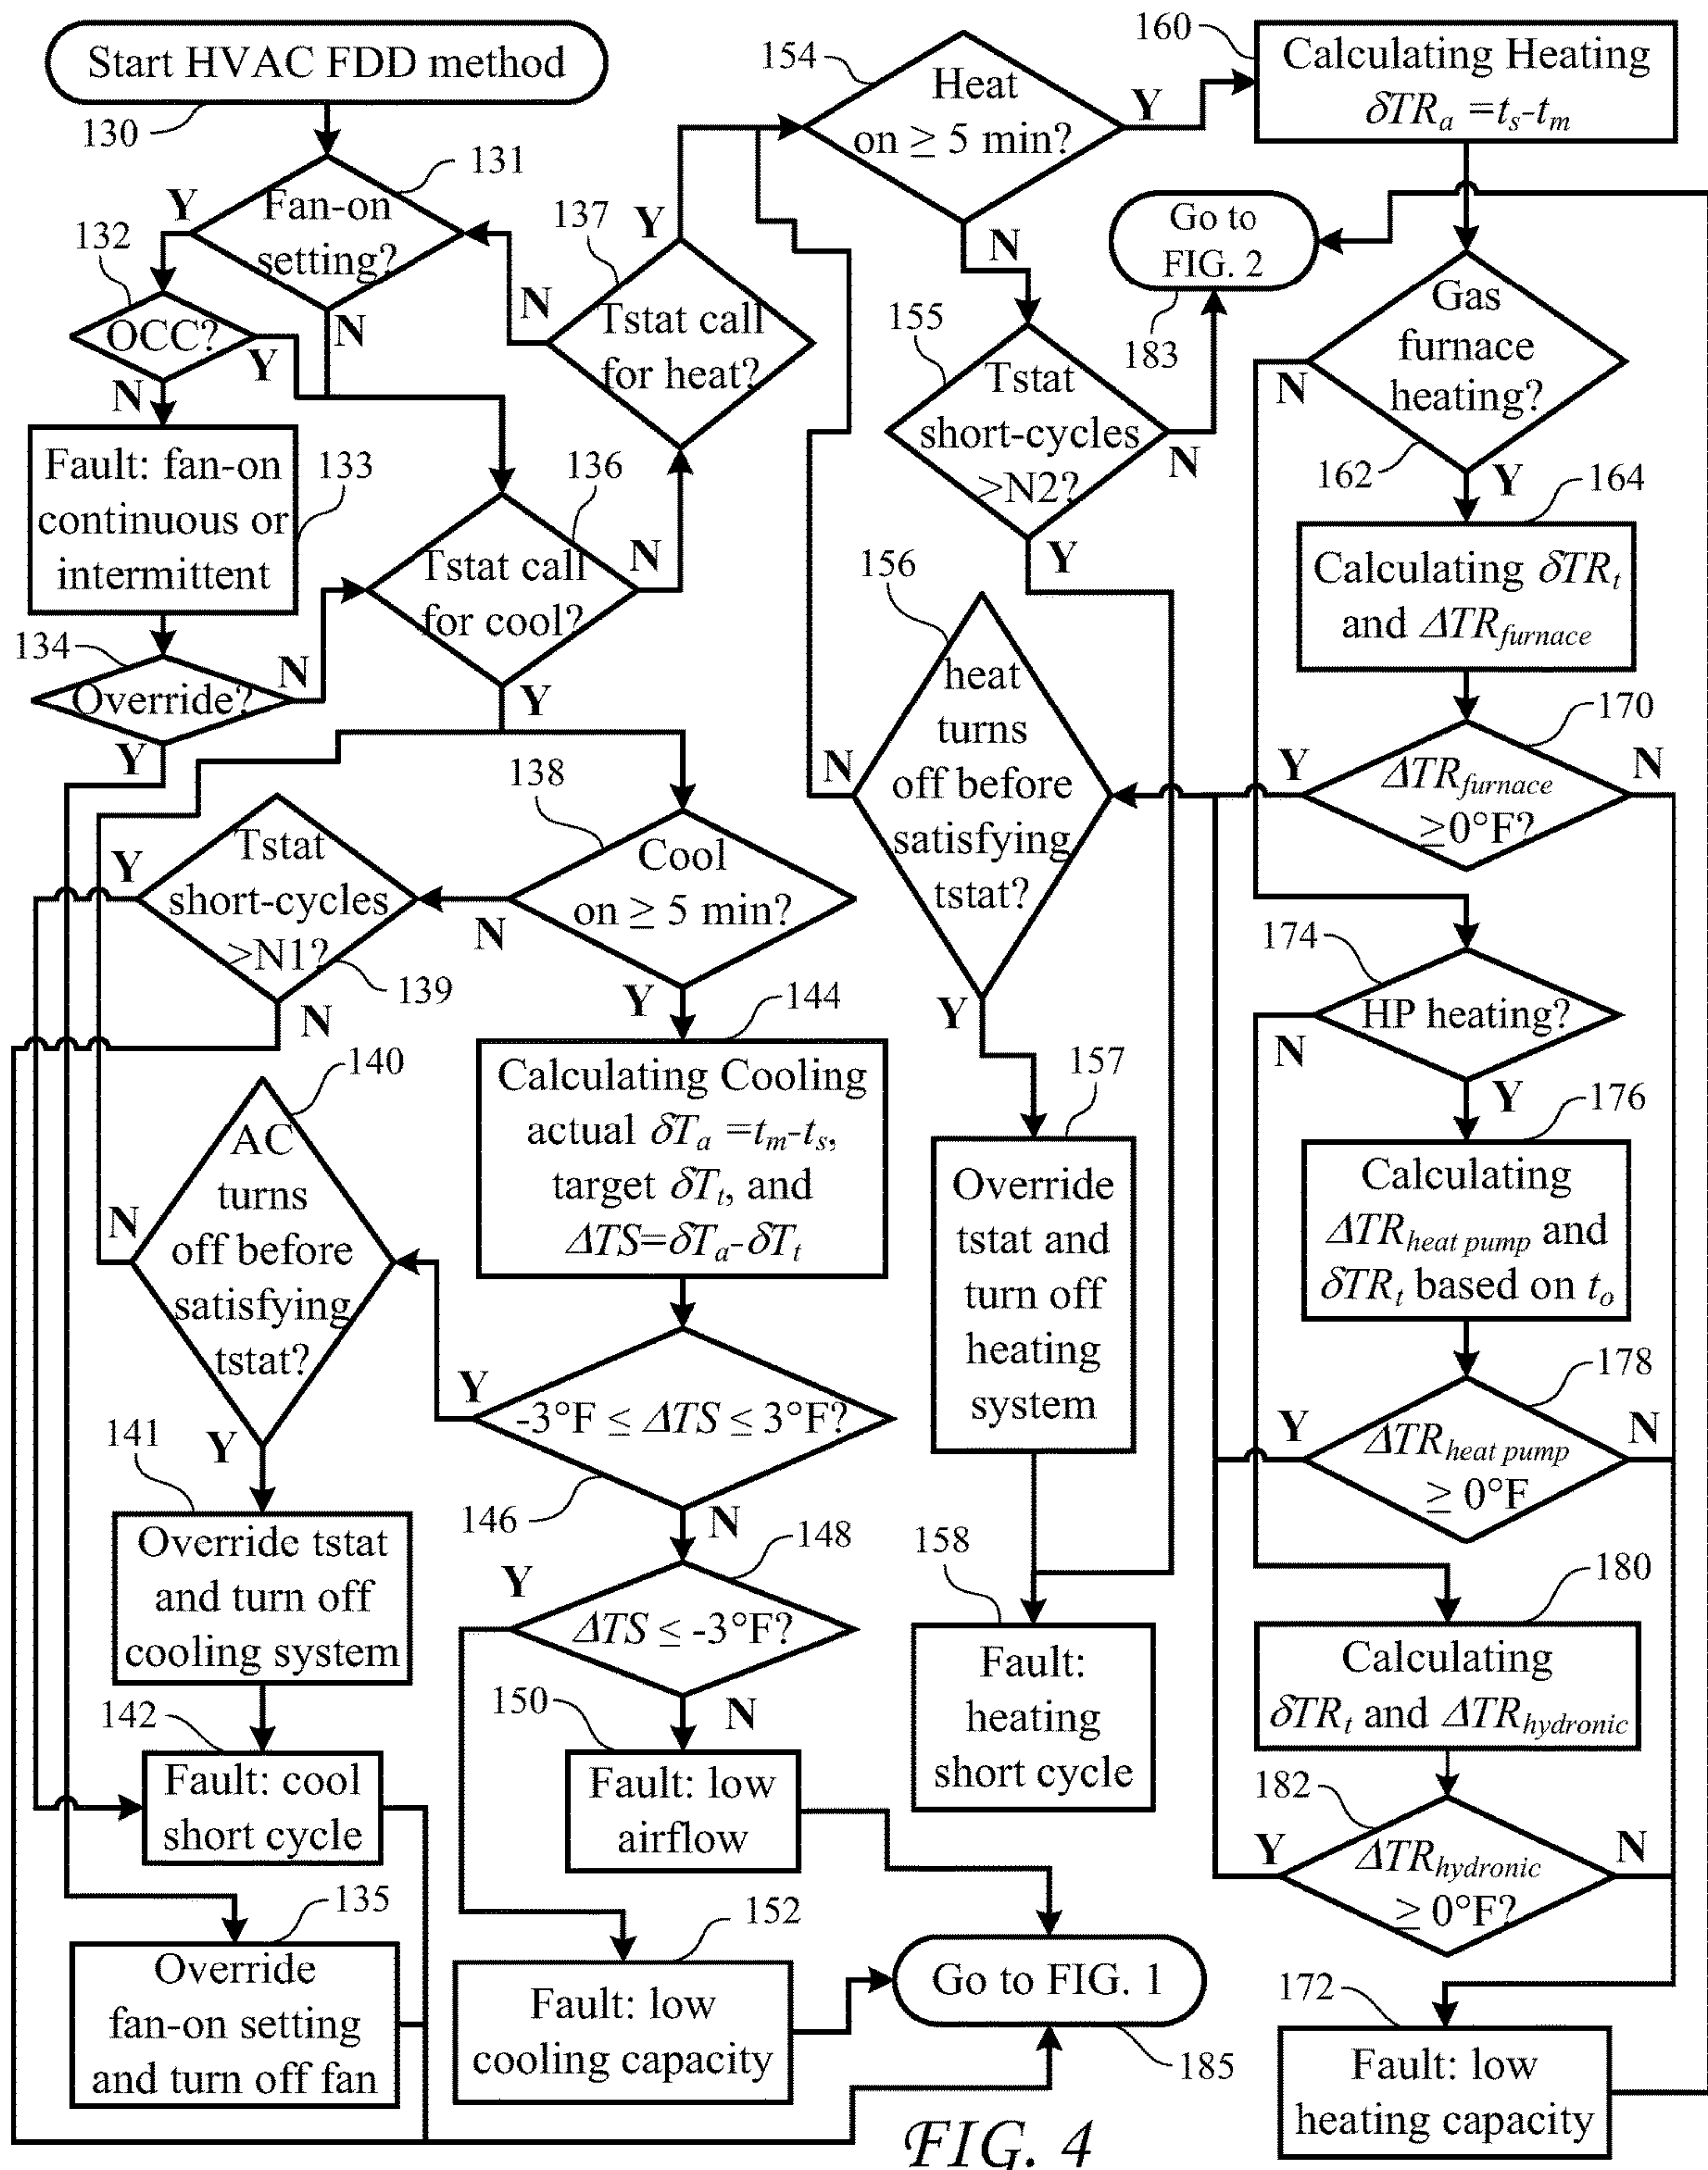 Start HVAC FDD method
130
131
Fan-on
setting?
Y
N
132
OCC?
Y
N
Fault: fan-on
continuous or
intermittent
133
134
Override?
N
Y
137
Y
Tstat call
for heat?
N
136
Tstat call
for cool?
N
Y
138
Cool
on ≥ 5 min?
N
Y
Tstat
short-cycles
>N1?
Y
139
N
140
AC
turns
off before
satisfying
tstat?
N
Y
141
Override tstat
and turn off
cooling system
142
Fault: cool
short cycle
135
Override
fan-on setting
and turn off fan
144
Calculating Cooling
actual δTa =tm-ts,
target δTt, and
ΔTS=δTa-δTt
-3°F ≤ ΔTS ≤ 3°F?
Y
146
N
148
ΔTS ≤ -3°F?
Y
N
150
Fault: low
airflow
152
Fault: low
cooling capacity
Go to FIG. 1
185
154
Heat
on ≥ 5 min?
Y
N
155
Tstat
short-cycles
>N2?
N
Y
Go to
FIG. 2
183
156
heat
turns
off before
satisfying
tstat?
N
Y
157
Override
tstat and
turn off
heating
system
158
Fault:
heating
short cycle
160
Calculating Heating
δTRa =ts-tm
Gas
furnace
heating?
N
162
Y
164
Calculating δTRt
and ΔTRfurnace
170
ΔTRfurnace
≥0°F?
Y
N
174
HP heating?
N
Y
176
Calculating
ΔTRheat pump and
δTRt based on to
178
ΔTRheat pump
≥ 0°F
Y
N
180
Calculating
δTRt and ΔTRhydronic
182
ΔTRhydronic
≥ 0°F?
Y
N
172
Fault: low
heating capacity
FIG. 4